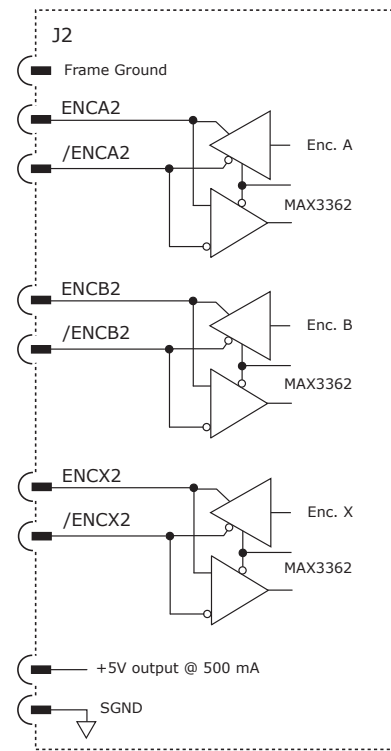 J2
Frame Ground
ENCA2
/ENCA2
Enc. A
MAX3362
ENCB2
/ENCB2
Enc. B
MAX3362
ENCX2
/ENCX2
Enc. X
MAX3362
+5V output @ 500 mA
SGND